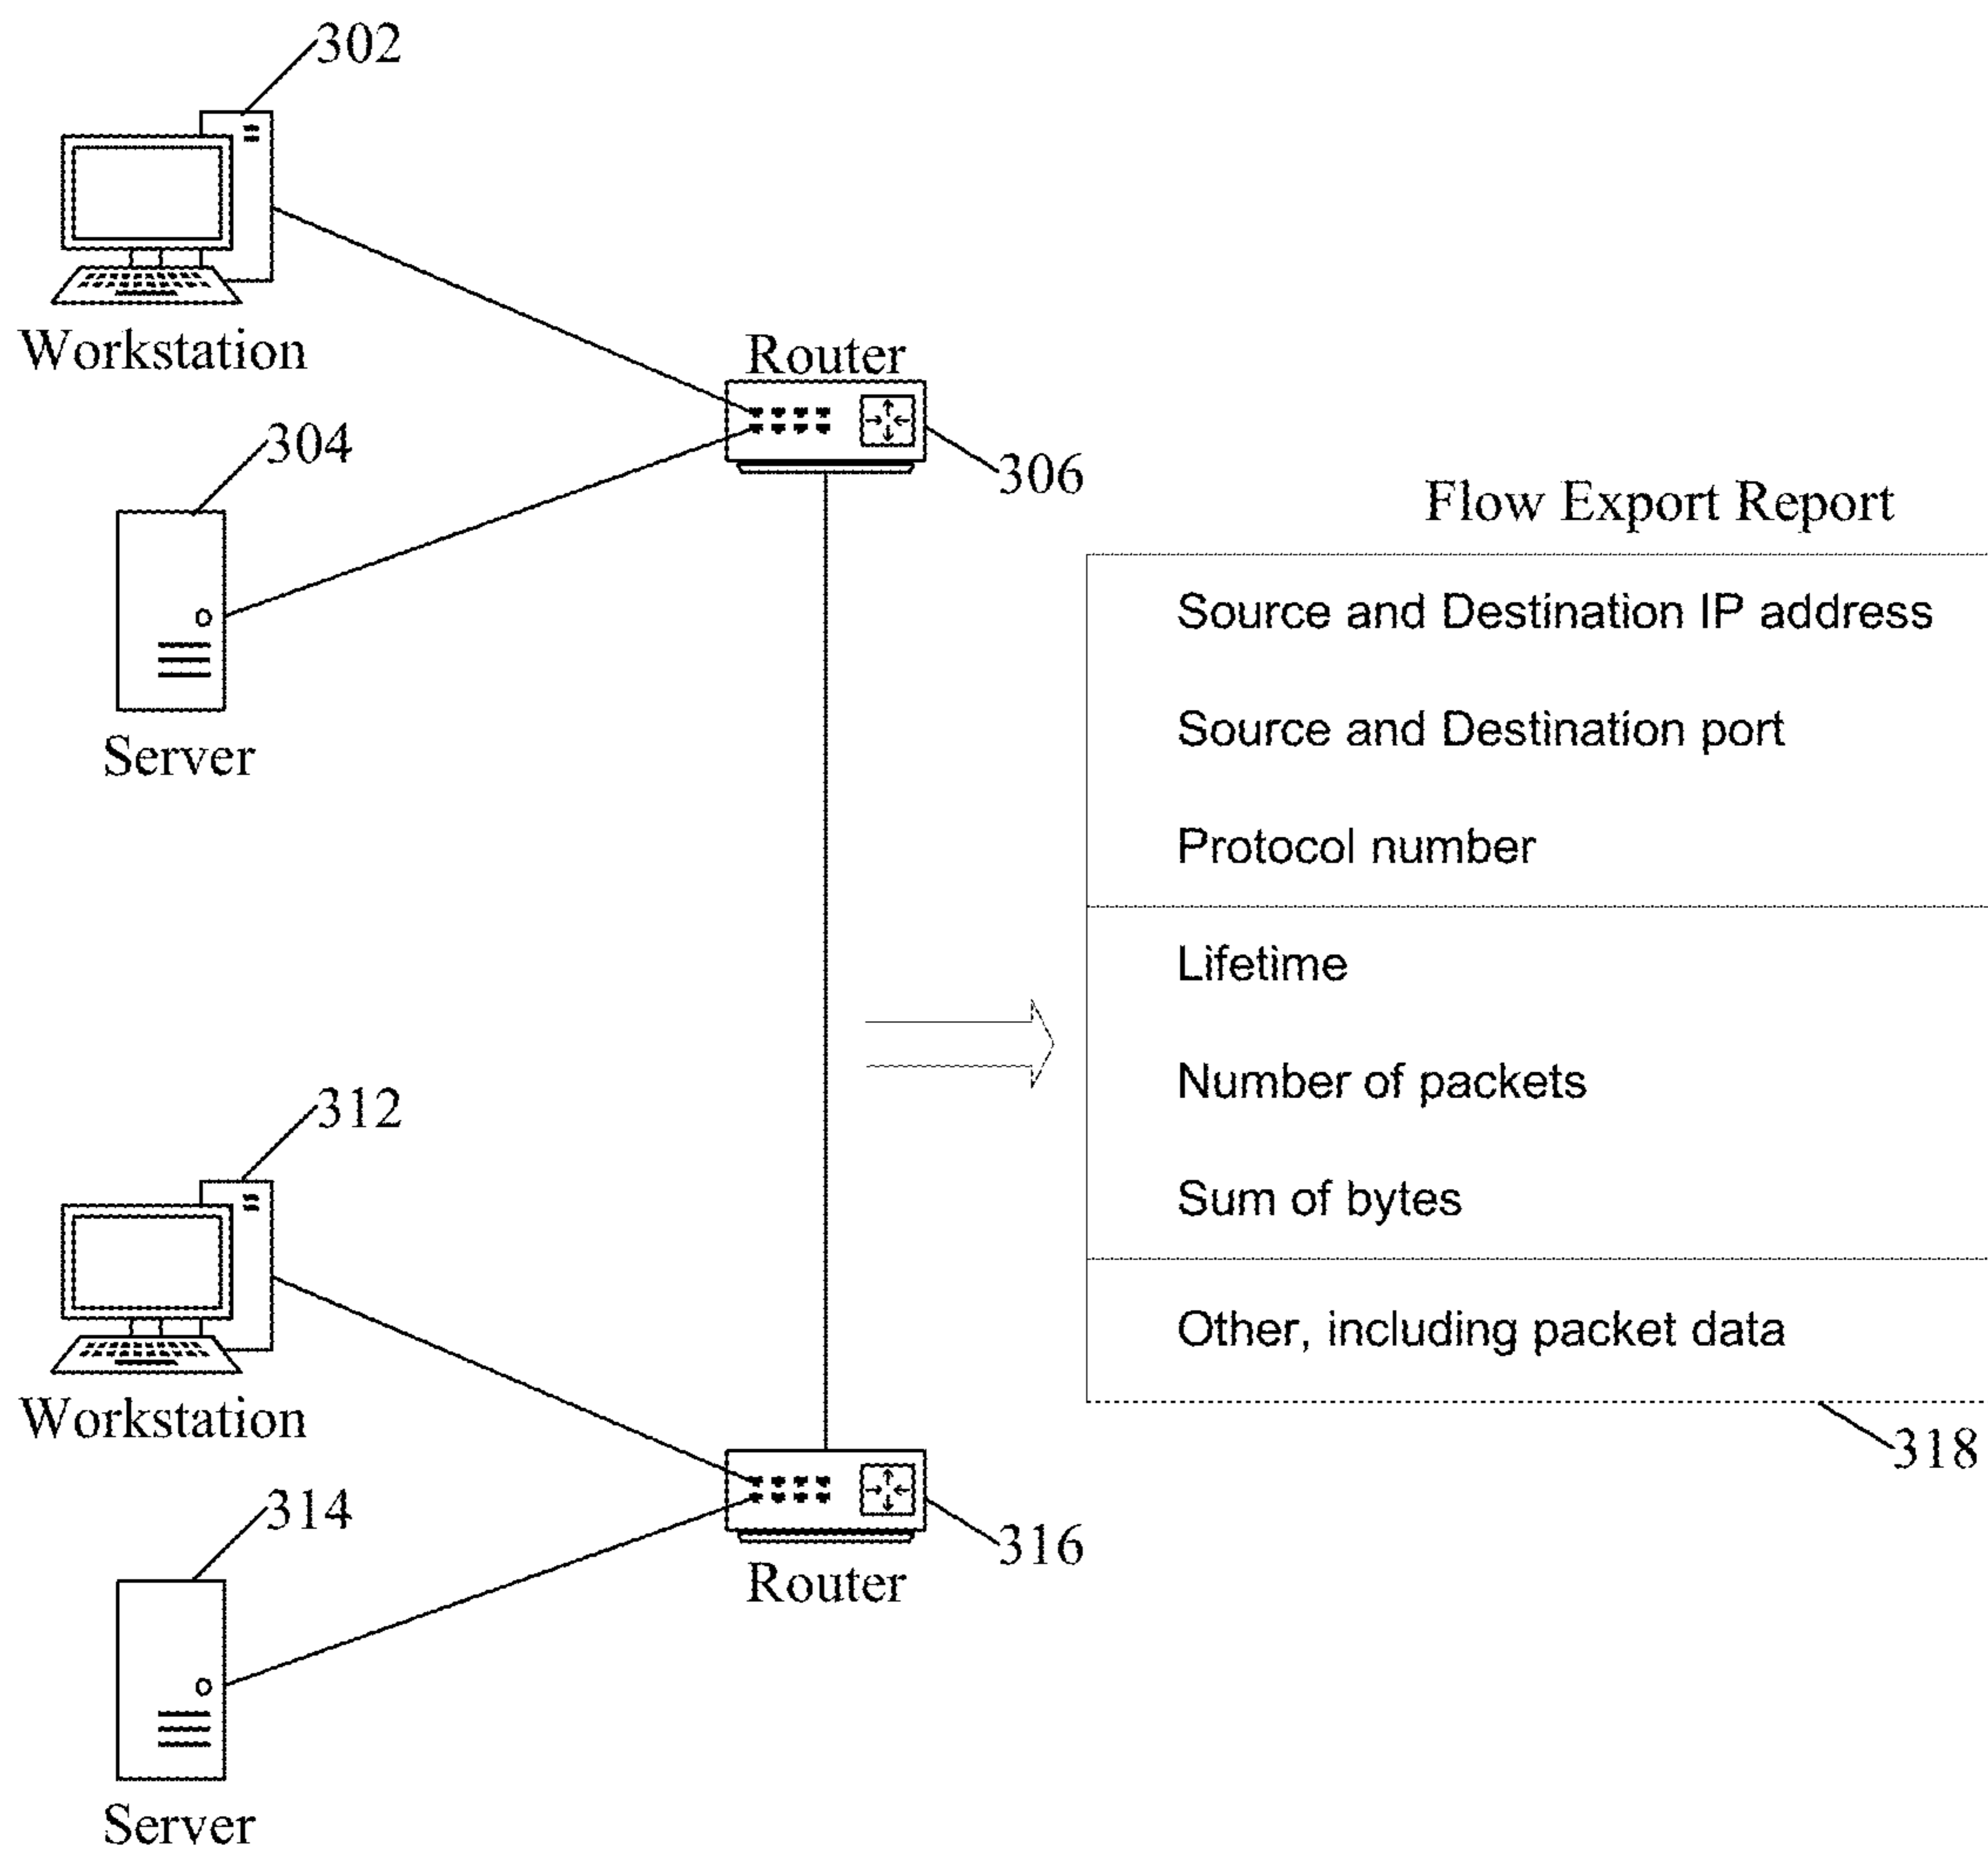 302
Workstation
Router
304
306
Server
Flow Export Report
Source and Destination IP address
Source and Destination port
Protocol number
Lifetime
Number of packets
Sum of bytes
Other, including packet data
318
312
Workstation
314
316
Router
Server